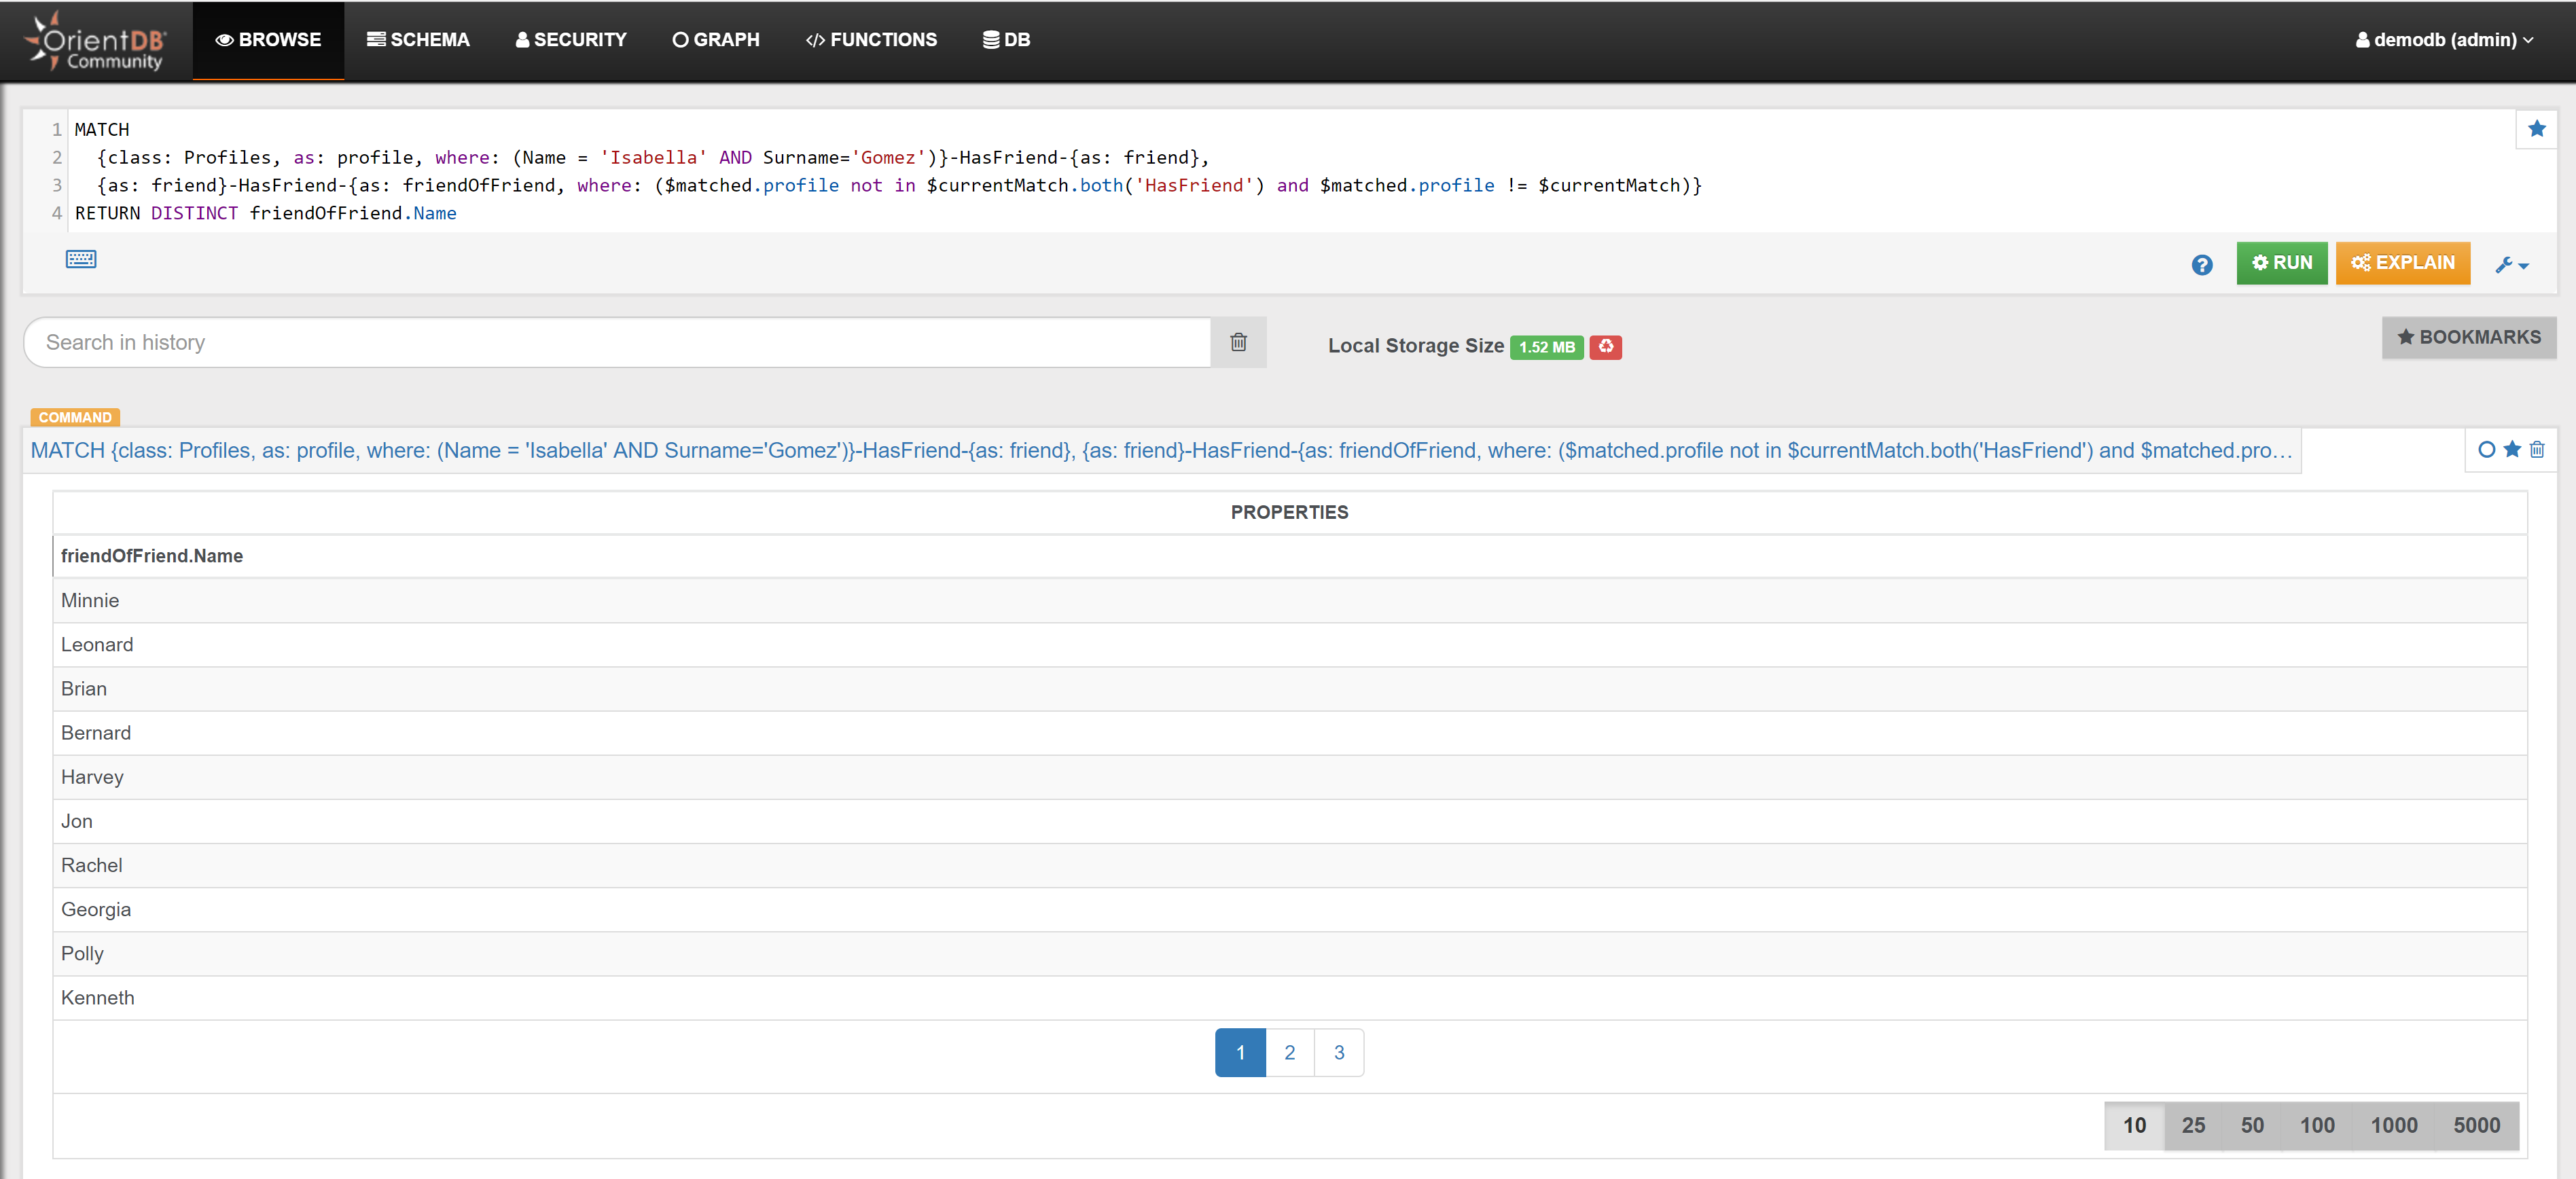 OrientDB
Community
BROWSE
SCHEMA
SECURITY
GRAPH
</> FUNCTIONS
DB
demodb (admin)
1 MATCH
2 {class: Profiles, as: profile, where: (Name = 'Isabella' AND Surname='Gomez')}-HasFriend-{as: friend},
3 {as: friend}-HasFriend-{as: friendOfFriend, where: ($matched.profile not in $currentMatch.both('HasFriend') and $matched.profile != $currentMatch)}
4 RETURN DISTINCT friendOfFriend.Name
?
RUN
EXPLAIN
Search in history
Local Storage Size 1.52 MB
BOOKMARKS
COMMAND
MATCH {class: Profiles, as: profile, where: (Name = 'Isabella' AND Surname='Gomez')}-HasFriend-{as: friend}, {as: friend}-HasFriend-{as: friendOfFriend, where: ($matched.profile not in $currentMatch.both('HasFriend') and $matched.pro…
PROPERTIES
friendOfFriend.Name
Minnie
Leonard
Brian
Bernard
Harvey
Jon
Rachel
Georgia
Polly
Kenneth
1 2 3
10 25 50 100 1000 5000